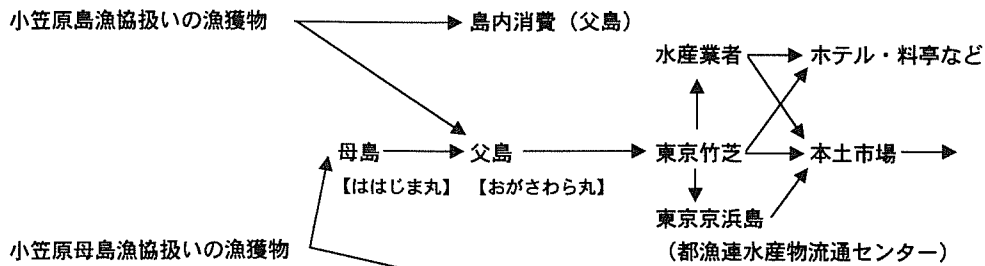 小笠原島漁協扱いの漁獲物
島内消費（父島）
水産業者
ホテル・料亭など
母島
父島
東京竹芝
本土市場
【ははじま丸】
【おがさわら丸】
東京京浜島
小笠原母島漁協扱いの漁獲物
（都漁連水産物流通センター）